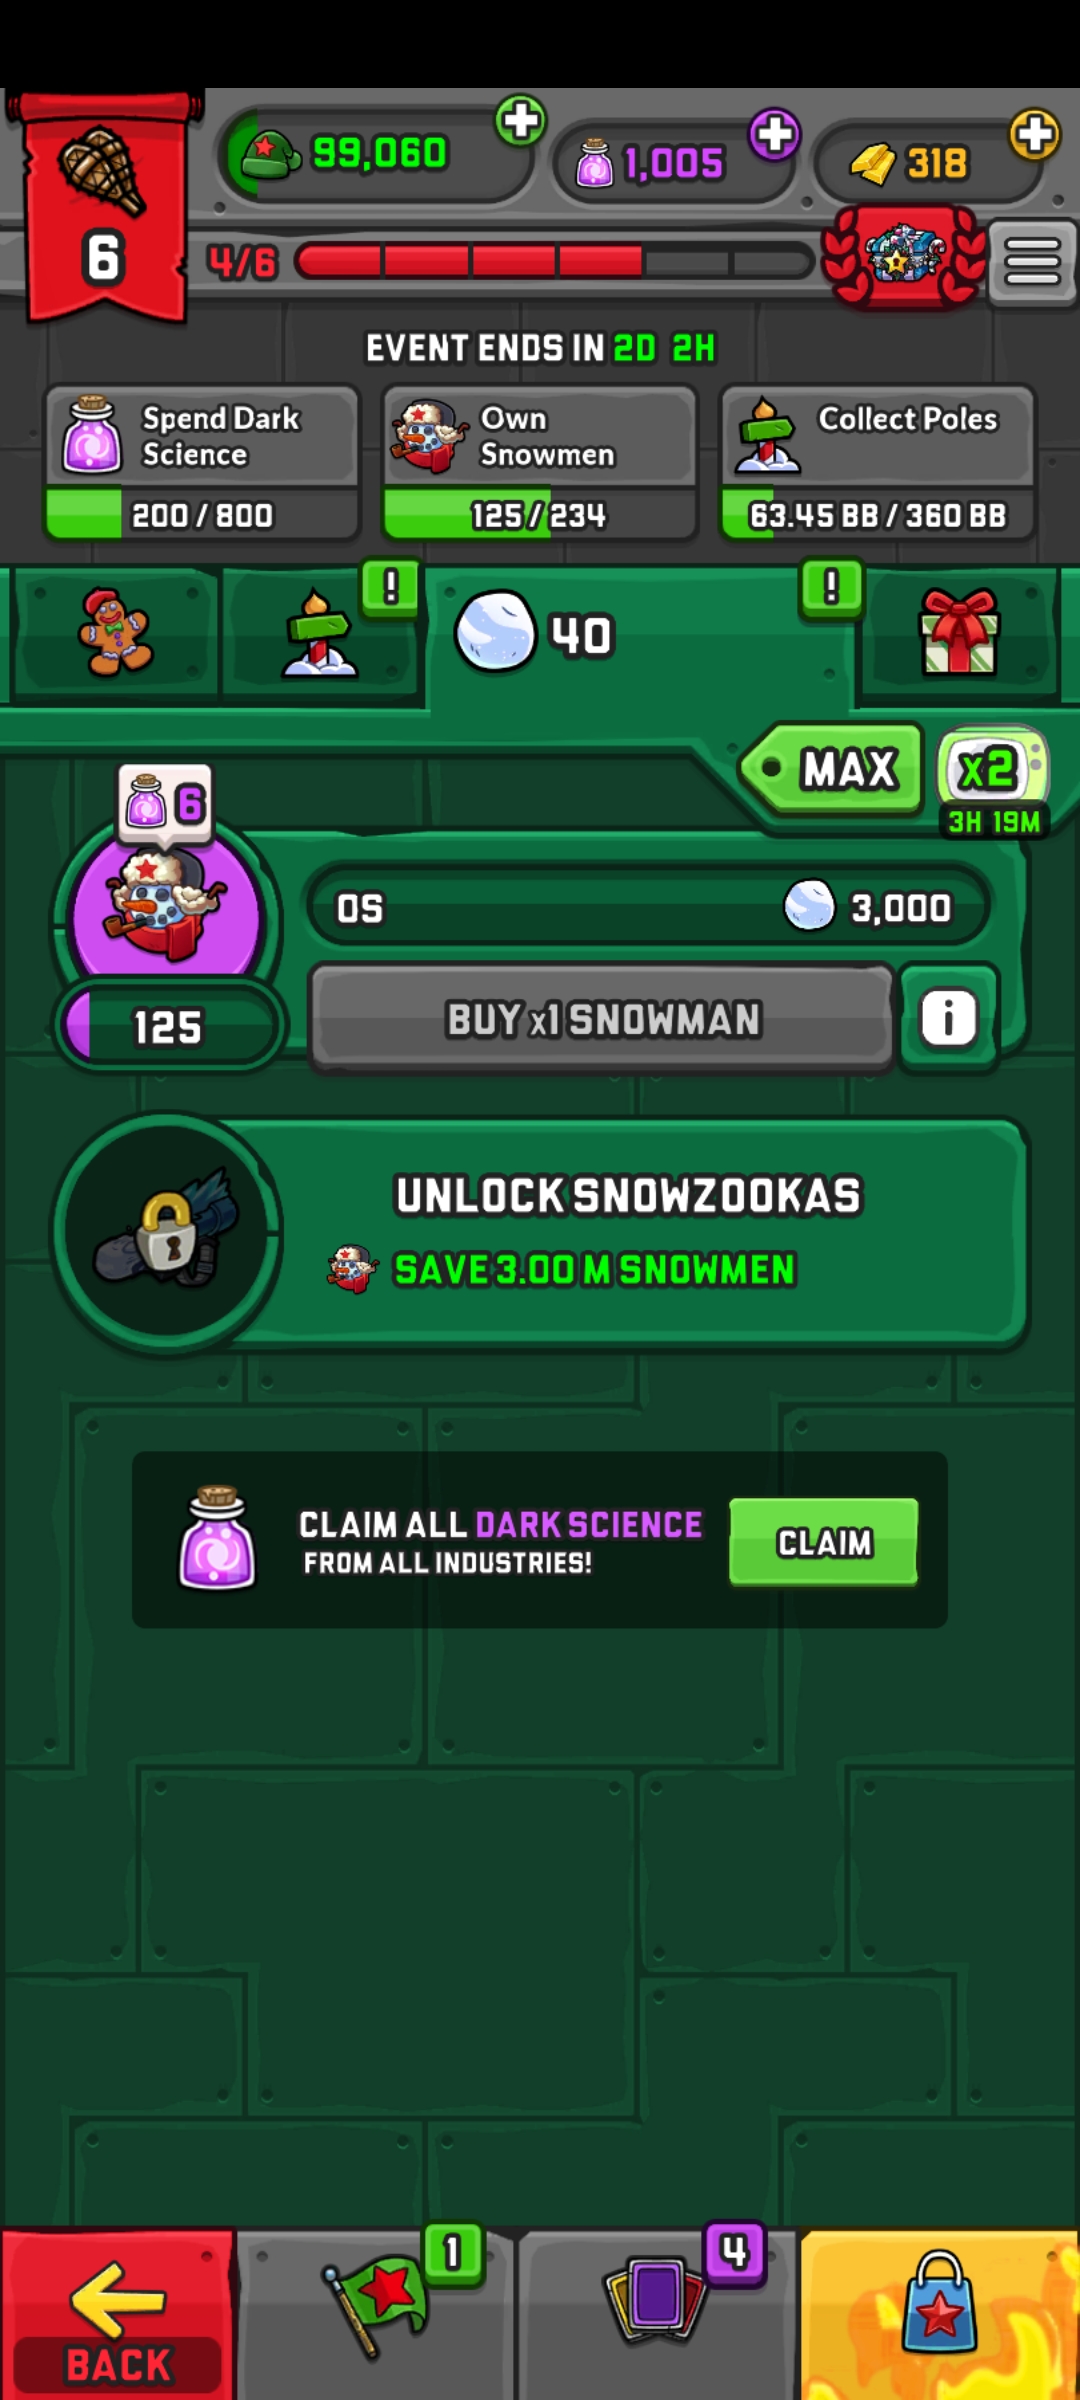 6
99,060
1,005
318
4/6
EVENT ENDS IN 2D 2H
Spend Dark
Science
200 / 800
Own
Snowmen
125 / 234
Collect Poles
63.45 BB / 360 BB
!
40
!
MAX
x2
3H 19M
6
0S
3,000
125
BUY x1 SNOWMAN
i
UNLOCK SNOWZOOKAS
SAVE 3.00 M SNOWMEN
CLAIM ALL DARK SCIENCE
FROM ALL INDUSTRIES!
CLAIM
1
4
BACK